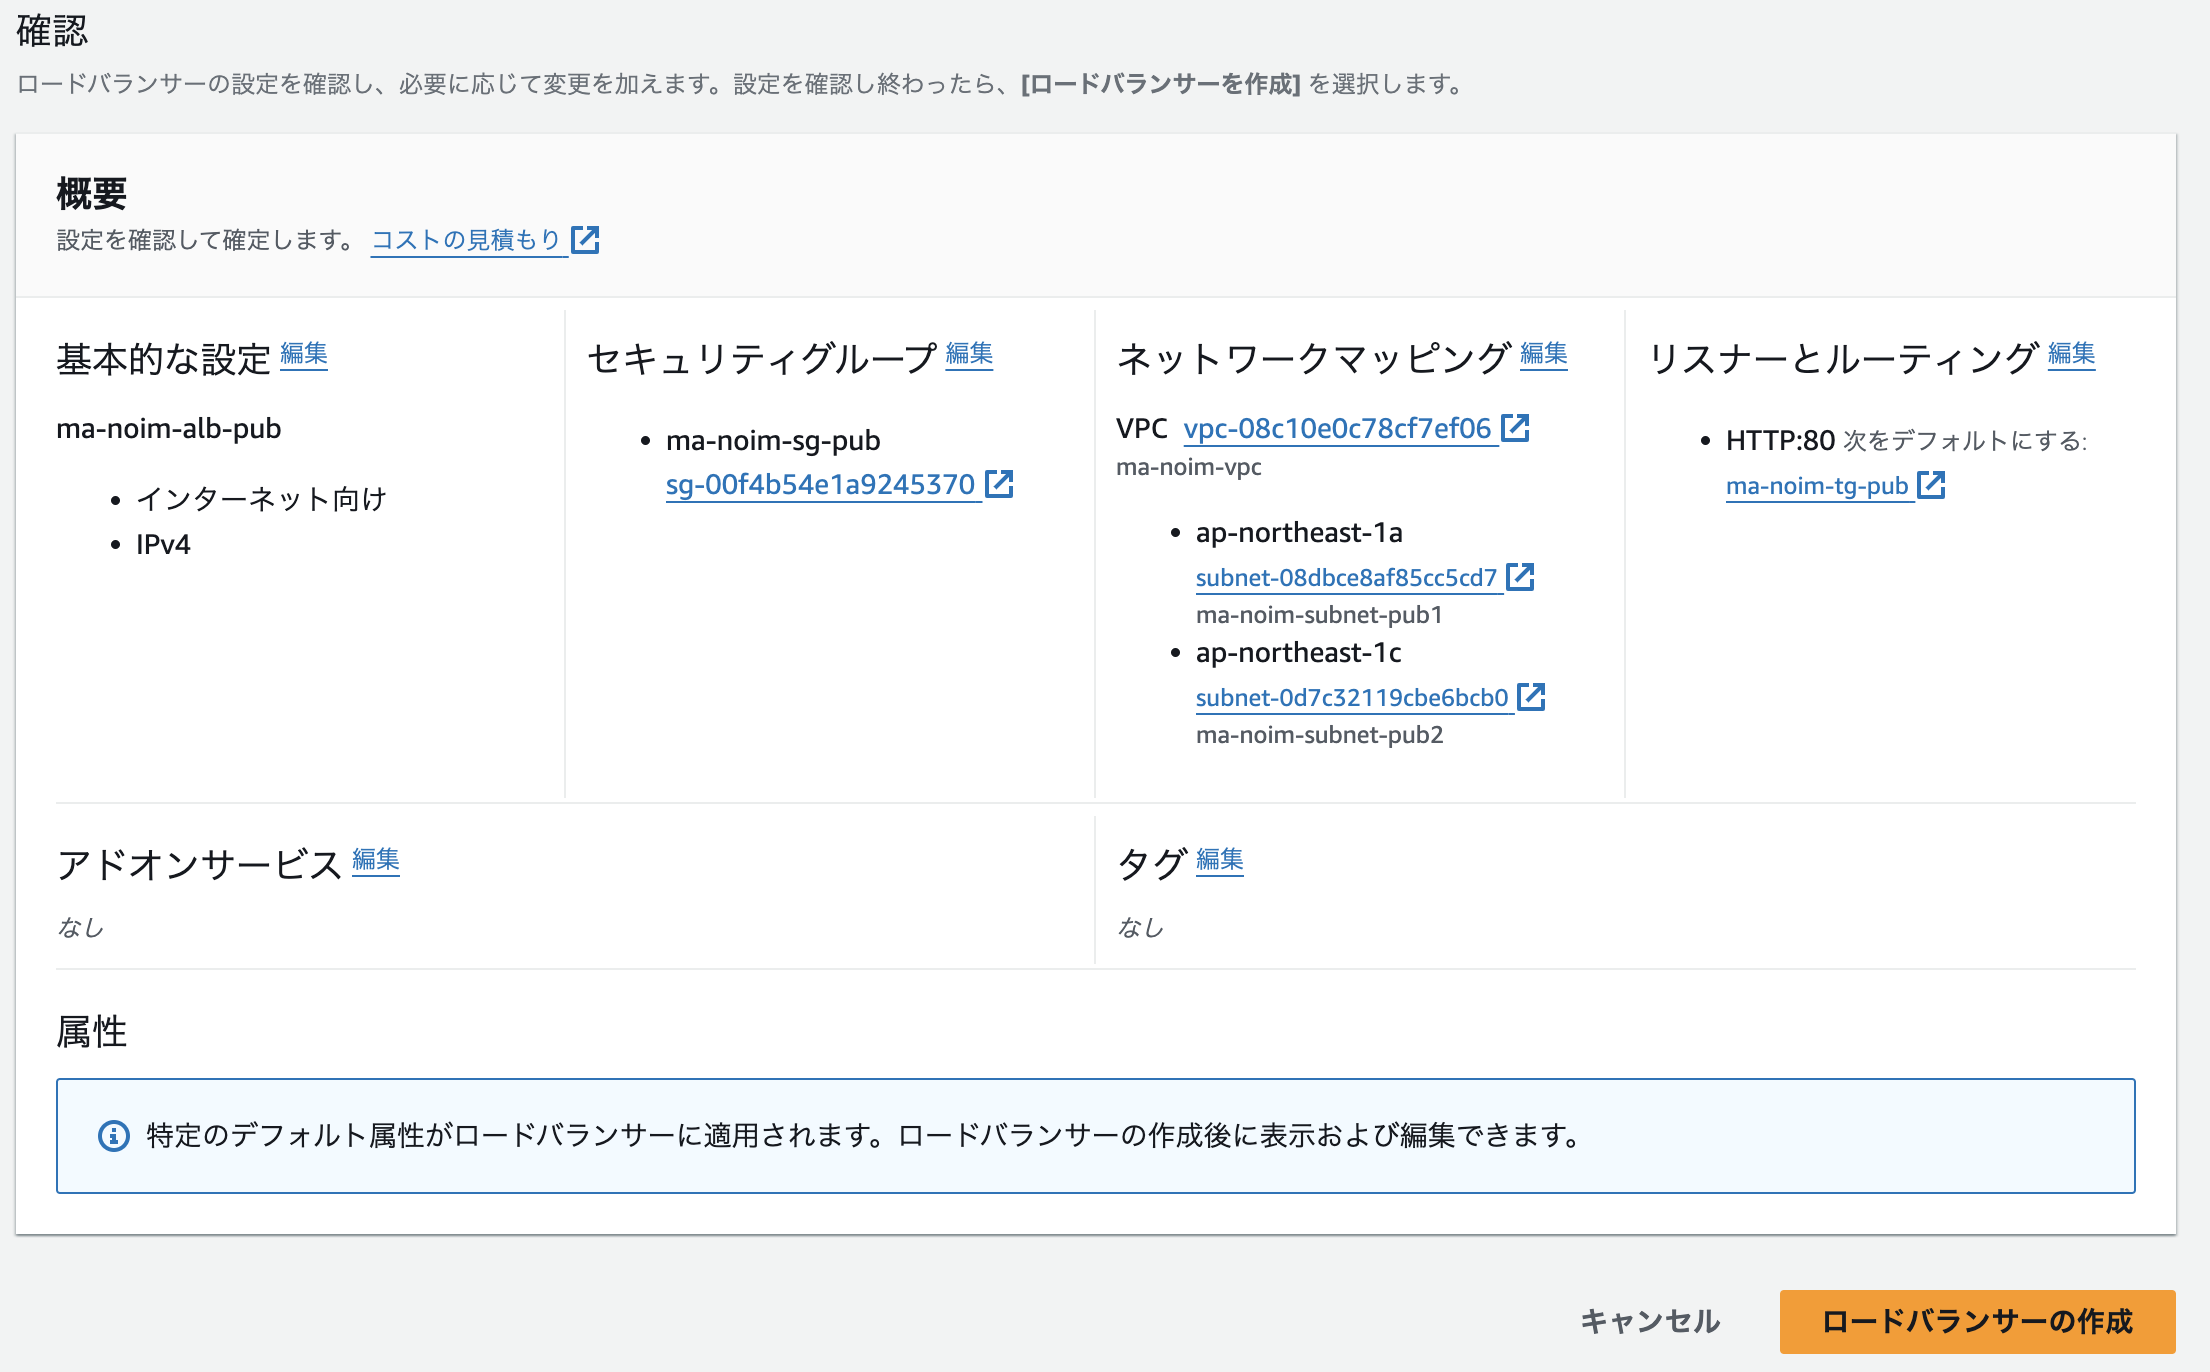 確認
ロードバランサーの設定を確認し、必要に応じて変更を加えます。設定を確認し終わったら、[ロードバランサーを作成] を選択します。
概要
設定を確認して確定します。 コストの見積もり
基本的な設定 編集
ma-noim-alb-pub
インターネット向け
IPv4
セキュリティグループ 編集
ma-noim-sg-pub
sg-00f4b54e1a9245370
ネットワークマッピング 編集
VPC vpc-08c10e0c78cf7ef06
ma-noim-vpc
ap-northeast-1a
subnet-08dbce8af85cc5cd7
ma-noim-subnet-pub1
ap-northeast-1c
subnet-0d7c32119cbe6bcb0
ma-noim-subnet-pub2
リスナーとルーティング 編集
HTTP:80 次をデフォルトにする:
ma-noim-tg-pub
アドオンサービス 編集
なし
タグ 編集
なし
属性
特定のデフォルト属性がロードバランサーに適用されます。ロードバランサーの作成後に表示および編集できます。
キャンセル
ロードバランサーの作成